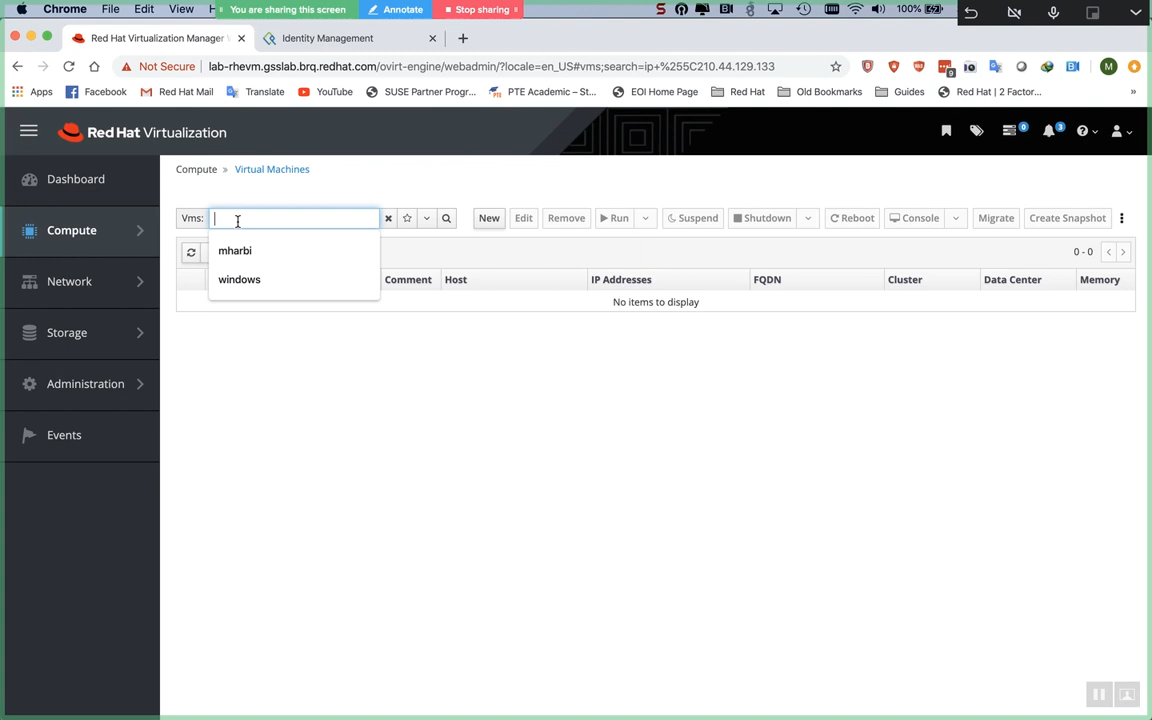 Chrome File Edit View H You are sharing this screen Annotate Stop sharing 100%
Red Hat Virtualization Manager Identity Management
Not Secure lab-rhevm.gsslab.brq.redhat.com/ovirt-engine/webadmin/?locale=en_US#vms;search=ip+%255C210.44.129.133 9 M
Apps Facebook Red Hat Mail Translate YouTube SUSE Partner Progr... PTE Academic – St... EOI Home Page Red Hat Old Bookmarks Guides Red Hat | 2 Factor... »
Red Hat Virtualization 0 3
Compute » Virtual Machines
Dashboard
Vms: New Edit Remove Run Suspend Shutdown Reboot Console Migrate Create Snapshot
Compute
mharbi 0 - 0
windows Comment Host IP Addresses FQDN Cluster Data Center Memory
Network
No items to display
Storage
Administration
Events